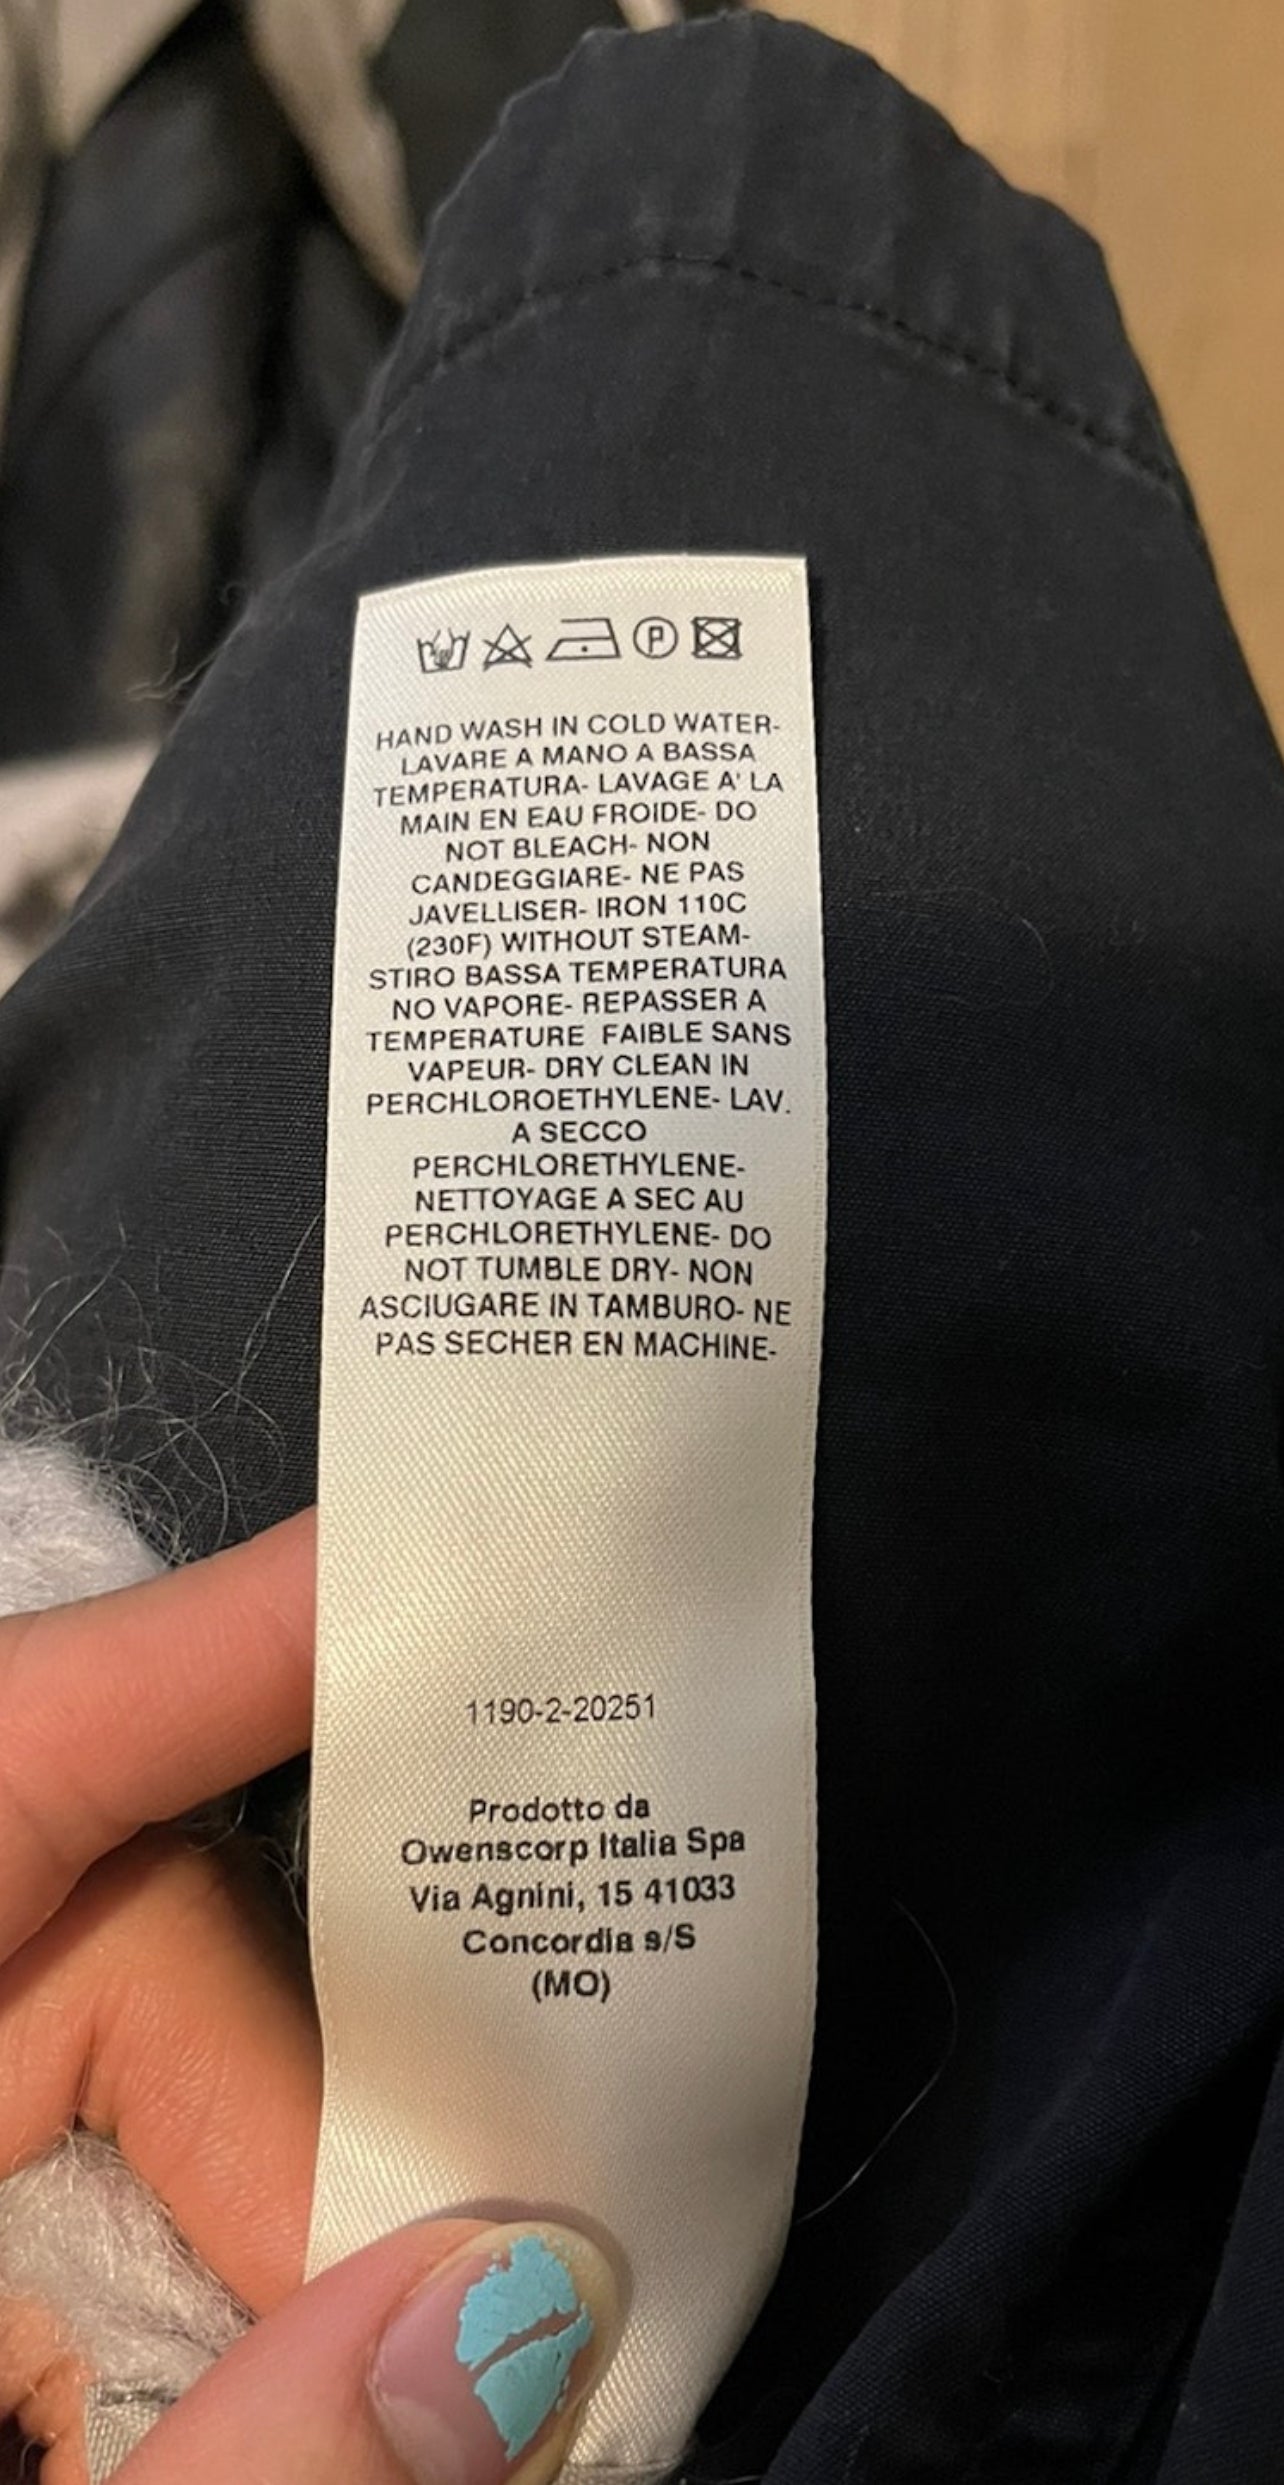 P
HAND WASH IN COLD WATER-
LAVARE A MANO A BASSA
TEMPERATURA- LAVAGE A' LA
MAIN EN EAU FROIDE- DO
NOT BLEACH- NON
CANDEGGIARE- NE PAS
JAVELLISER- IRON 110C
(230F) WITHOUT STEAM-
STIRO BASSA TEMPERATURA
NO VAPORE- REPASSER A
TEMPERATURE FAIBLE SANS
VAPEUR- DRY CLEAN IN
PERCHLOROETHYLENE- LAV.
A SECCO
PERCHLORETHYLENE-
NETTOYAGE A SEC AU
PERCHLORETHYLENE- DO
NOT TUMBLE DRY- NON
ASCIUGARE IN TAMBURO- NE
PAS SECHER EN MACHINE-
1190-2-20251
Prodotto da
Owenscorp Italia Spa
Via Agnini, 15 41033
Concordia s/S
(MO)